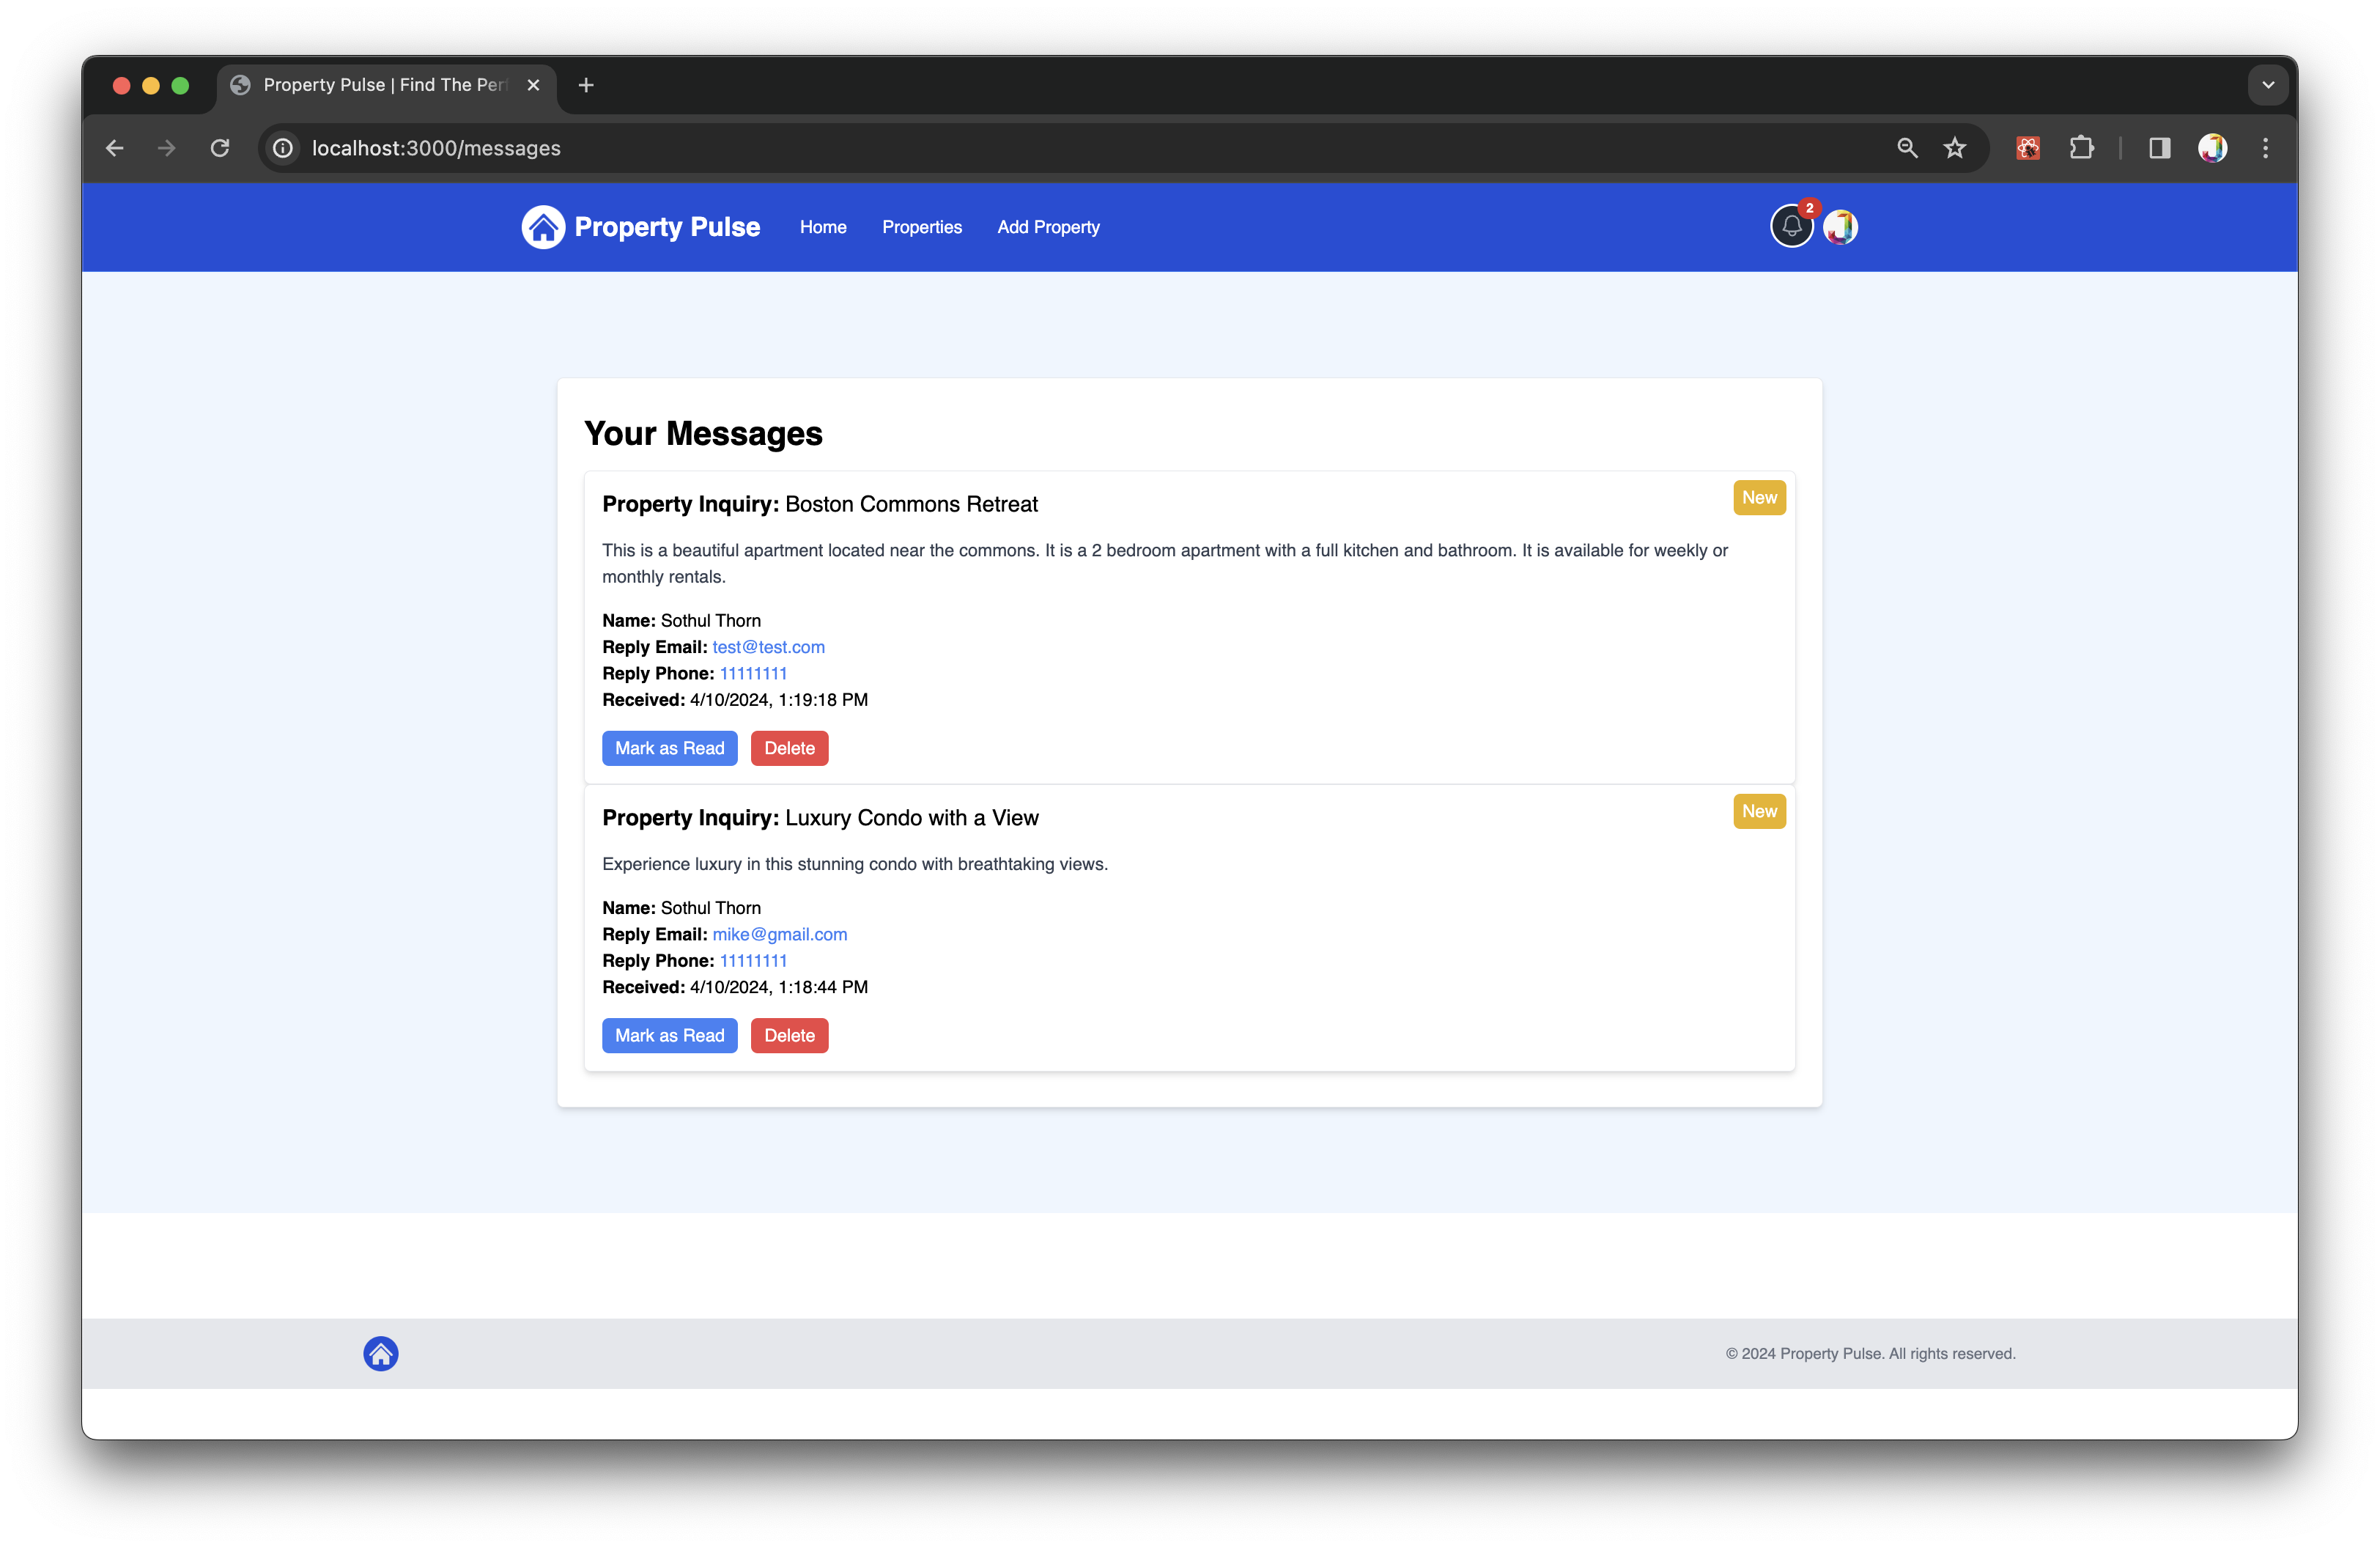 Property Pulse | Find The Per
localhost:3000/messages
Property Pulse Home Properties Add Property 2
Your Messages
Property Inquiry: Boston Commons Retreat New
This is a beautiful apartment located near the commons. It is a 2 bedroom apartment with a full kitchen and bathroom. It is available for weekly or
monthly rentals.
Name: Sothul Thorn
Reply Email: test@test.com
Reply Phone: 11111111
Received: 4/10/2024, 1:19:18 PM
Mark as Read Delete
Property Inquiry: Luxury Condo with a View New
Experience luxury in this stunning condo with breathtaking views.
Name: Sothul Thorn
Reply Email: mike@gmail.com
Reply Phone: 11111111
Received: 4/10/2024, 1:18:44 PM
Mark as Read Delete
© 2024 Property Pulse. All rights reserved.